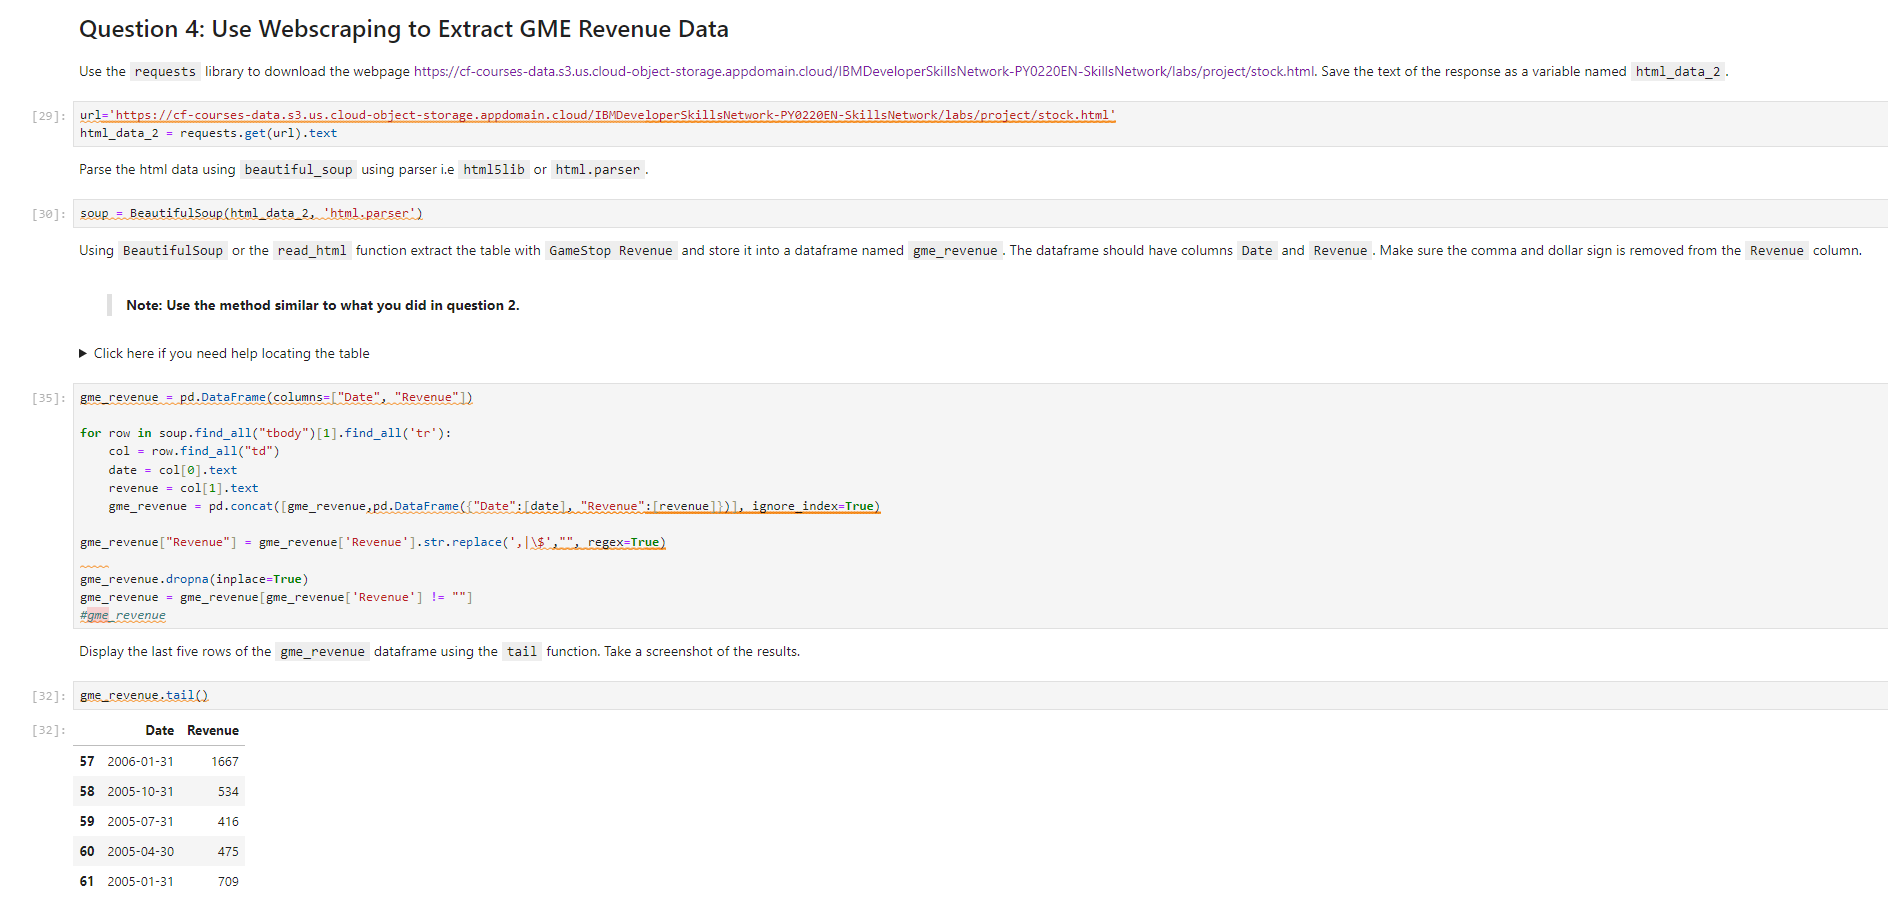 Question 4: Use Webscraping to Extract GME Revenue Data
Use the requests library to download the webpage https://cf-courses-data.s3.us.cloud-object-storage.appdomain.cloud/IBMDeveloperSkillsNetwork-PY0220EN-SkillsNetwork/labs/project/stock.html. Save the text of the response as a variable named html_data_2.
[29]: url='https://cf-courses-data.s3.us.cloud-object-storage.appdomain.cloud/IBMDeveloperSkillsNetwork-PY0220EN-SkillsNetwork/labs/project/stock.html'
html_data_2 = requests.get(url).text
Parse the html data using beautiful_soup using parser i.e html5lib or html.parser.
[30]: soup = BeautifulSoup(html_data_2, 'html.parser')
Using BeautifulSoup or the read_html function extract the table with GameStop Revenue and store it into a dataframe named gme_revenue. The dataframe should have columns Date and Revenue. Make sure the comma and dollar sign is removed from the Revenue column.
Note: Use the method similar to what you did in question 2.
▶ Click here if you need help locating the table
[35]: gme_revenue = pd.DataFrame(columns=["Date", "Revenue"])
for row in soup.find_all("tbody")[1].find_all('tr'):
    col = row.find_all("td")
    date = col[0].text
    revenue = col[1].text
    gme_revenue = pd.concat([gme_revenue,pd.DataFrame({"Date":[date], "Revenue":[revenue]})], ignore_index=True)
gme_revenue["Revenue"] = gme_revenue['Revenue'].str.replace(',|\$',"", regex=True)
gme_revenue.dropna(inplace=True)
gme_revenue = gme_revenue[gme_revenue['Revenue'] != ""]
#gme_revenue
Display the last five rows of the gme_revenue dataframe using the tail function. Take a screenshot of the results.
[32]: gme_revenue.tail()
[32]: Date Revenue
57 2006-01-31 1667
58 2005-10-31 534
59 2005-07-31 416
60 2005-04-30 475
61 2005-01-31 709